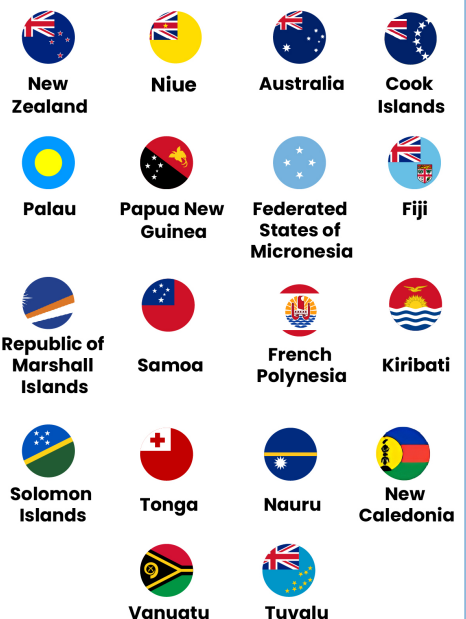 New
Zealand
Niue
Australia
Cook
Islands
Palau
Papua New
Guinea
Federated
States of
Micronesia
Fiji
Republic of
Marshall
Islands
Samoa
French
Polynesia
Kiribati
Solomon
Islands
Tonga
Nauru
New
Caledonia
Vanuatu
Tuvalu